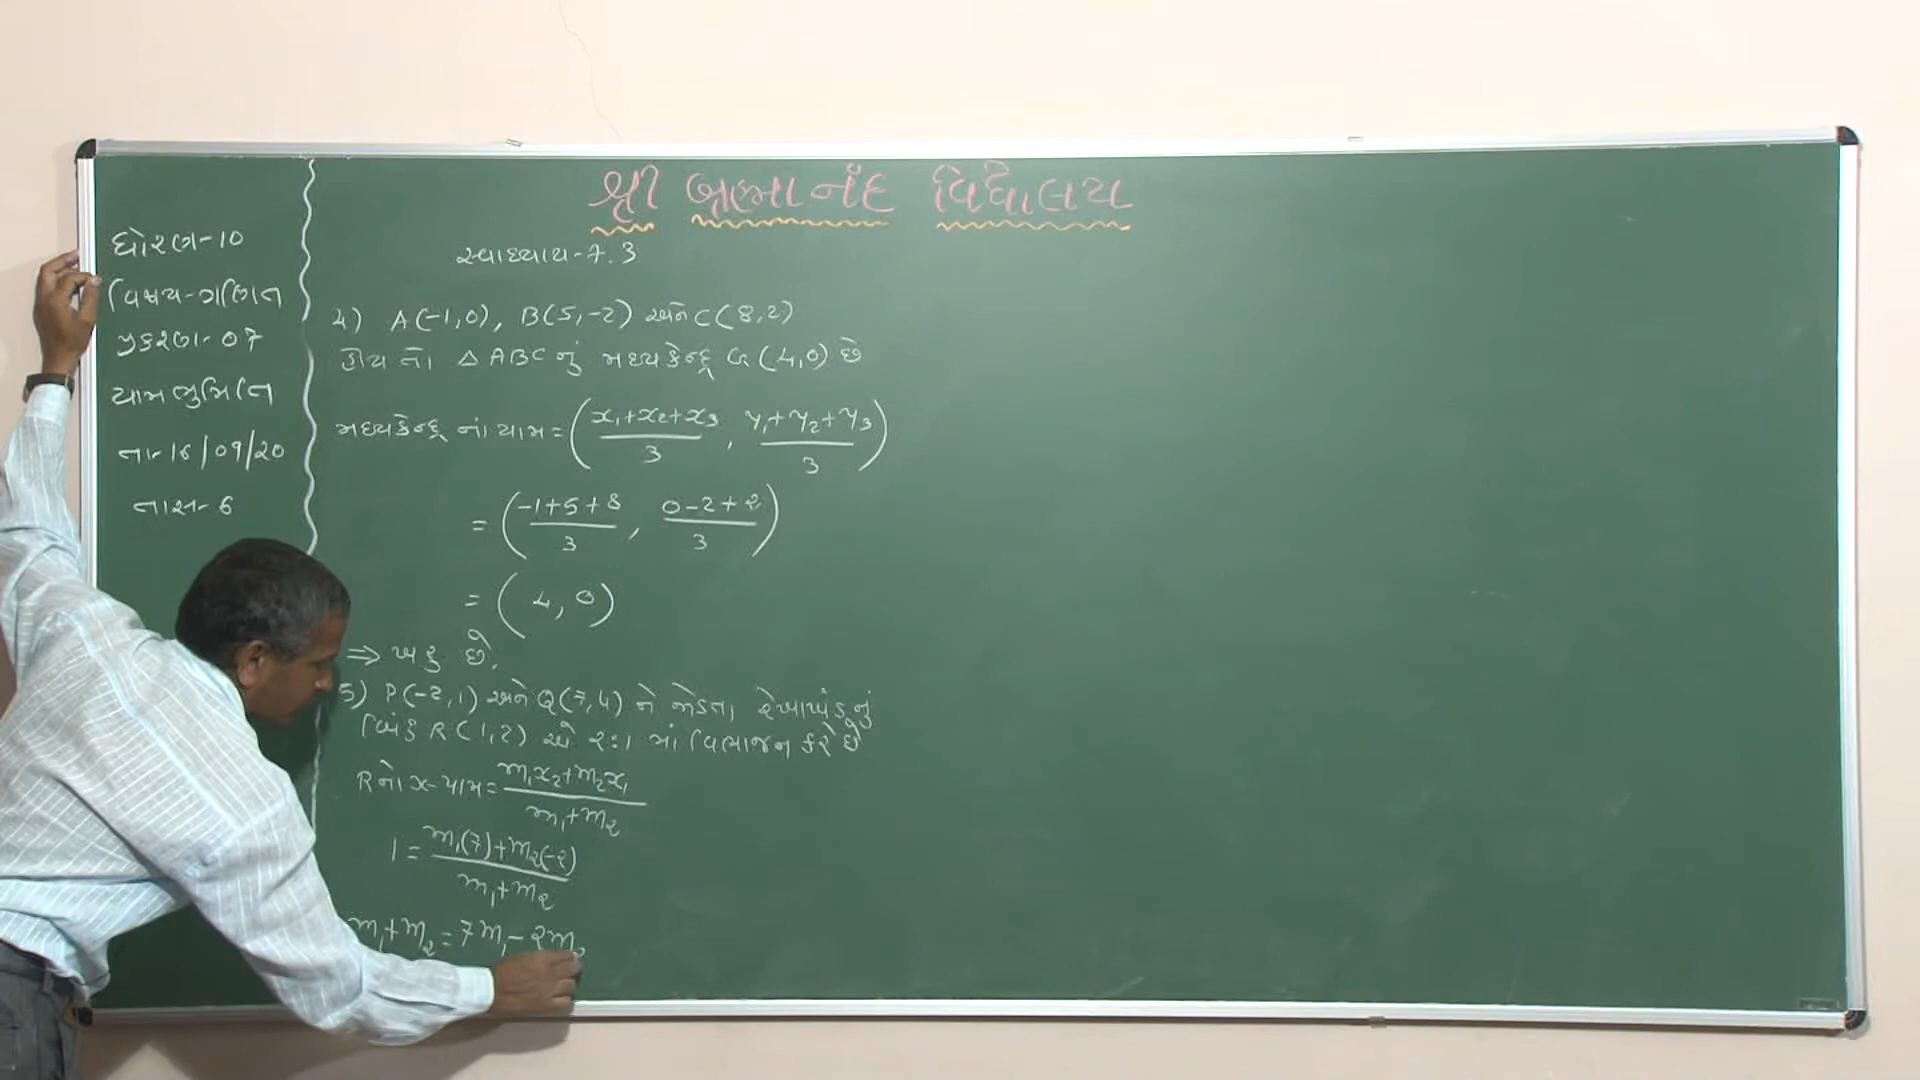 શ્રી બ્રહ્માનંદ વિદ્યાલય
ધોરણ-10
વિષય-ગણિત
પ્રકરણ-07
યામ ભુમિતિ
તા-16/09/20
તાસ-6
સ્વાધ્યાય-7.3
4) A(-1,0), B(5,-2) અને C(8,2)
હોય તો △ABC નું મધ્યકેન્દ્ર G(4,0) છે
મધ્યકેન્દ્ર નાં યામ = ( x₁+x₂+x₃ / 3 , y₁+y₂+y₃ / 3 )
= ( -1+5+8 / 3 , 0-2+2 / 3 )
= ( 4, 0 )
⇒ ખરુ છે.
5) P(-2,1) અને Q(7,4) ને જોડતા રેખાખંડનું
બિંદુ R(1,2) એ ૨:1 માં વિભાજન કરે છે
R નો x-યામ = m₁x₂+m₂x₁ / m₁+m₂
1 = m₁(7)+m₂(-2) / m₁+m₂
m₁+m₂ = 7m₁-2m₂